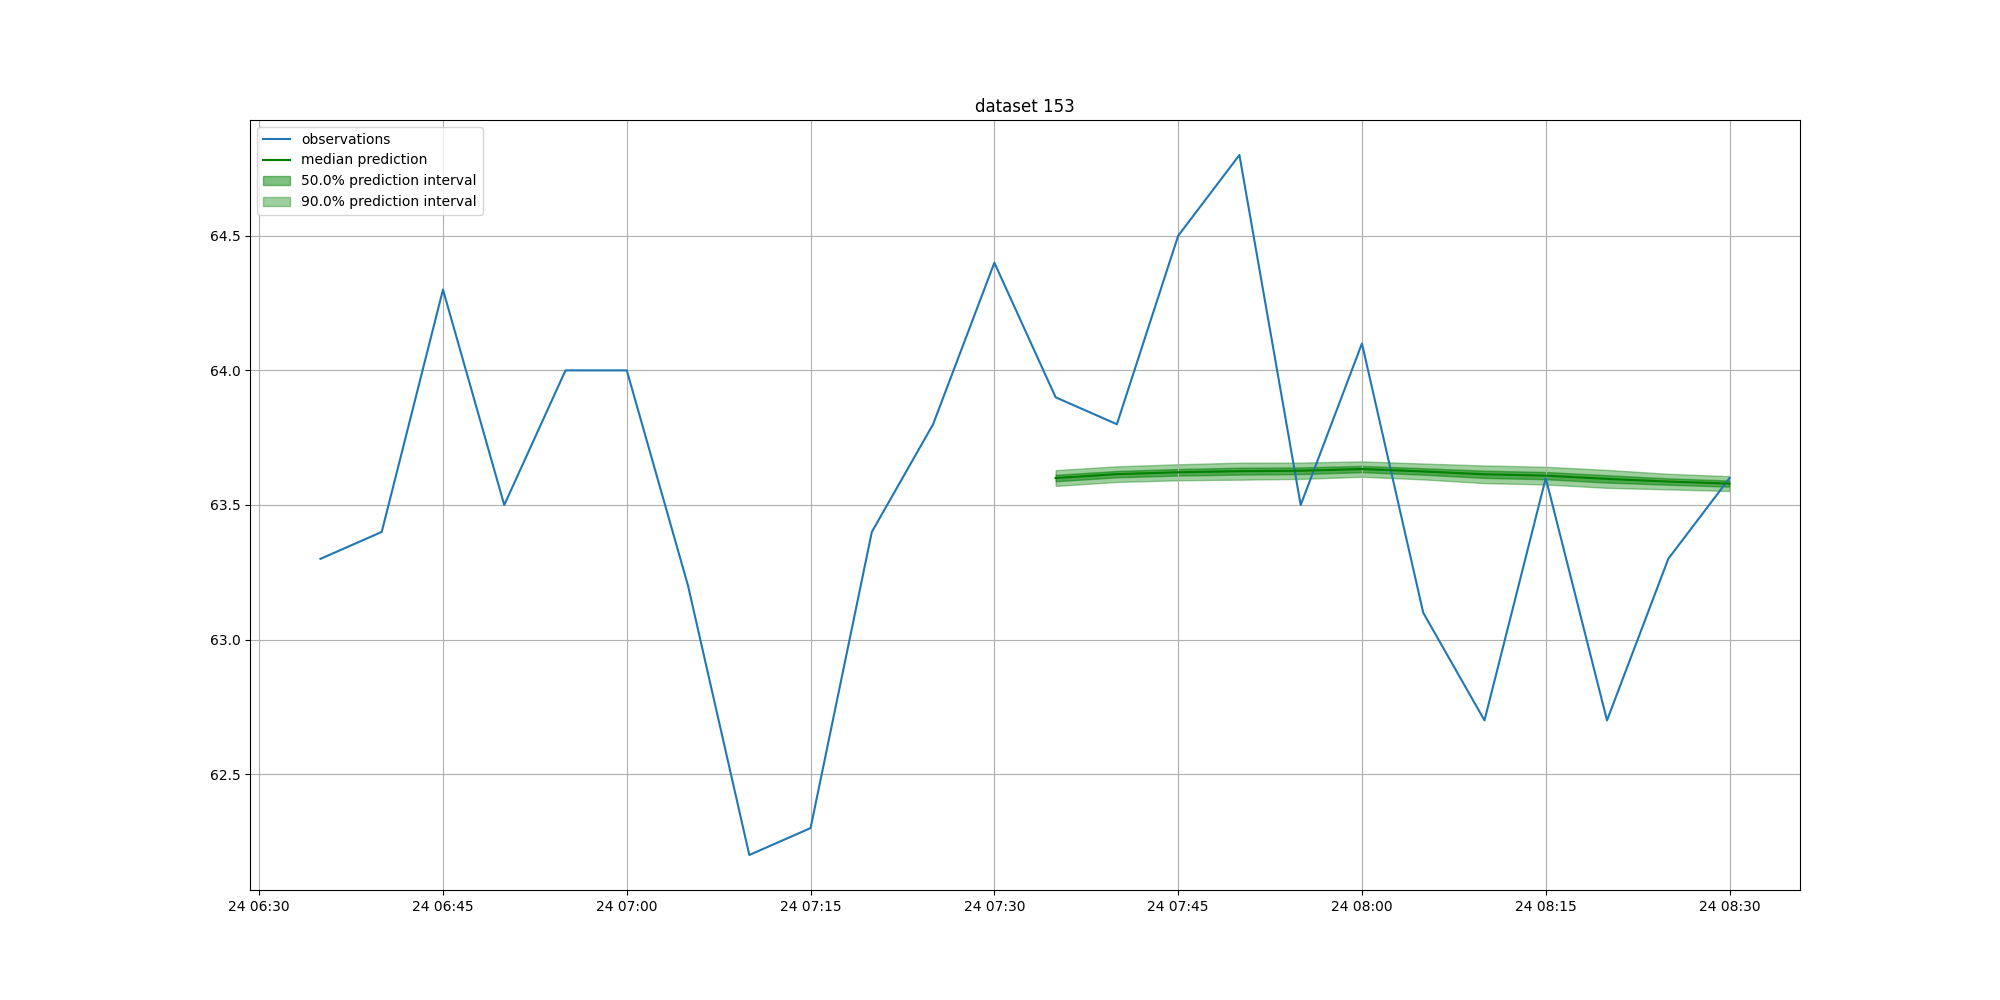 dataset 153
observations
median prediction
50.0% prediction interval
90.0% prediction interval
64.5
64.0
63.5
63.0
62.5
24 06:30 24 06:45 24 07:00 24 07:15 24 07:30 24 07:45 24 08:00 24 08:15 24 08:30